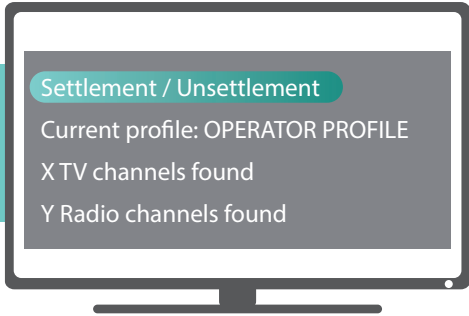 Settlement / Unsettlement
Current profile: OPERATOR PROFILE
X TV channels found
Y Radio channels found